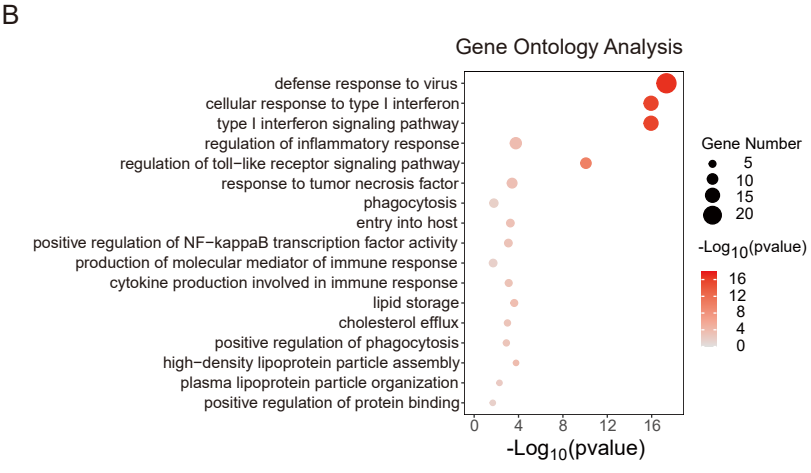 B
Gene Ontology Analysis
defense response to virus
cellular response to type I interferon
type I interferon signaling pathway
regulation of inflammatory response
regulation of toll−like receptor signaling pathway
response to tumor necrosis factor
phagocytosis
entry into host
positive regulation of NF−kappaB transcription factor activity
production of molecular mediator of immune response
cytokine production involved in immune response
lipid storage
cholesterol efflux
positive regulation of phagocytosis
high−density lipoprotein particle assembly
plasma lipoprotein particle organization
positive regulation of protein binding
0 4 8 12 16
-Log10(pvalue)
Gene Number
5
10
15
20
-Log10(pvalue)
16
12
8
4
0